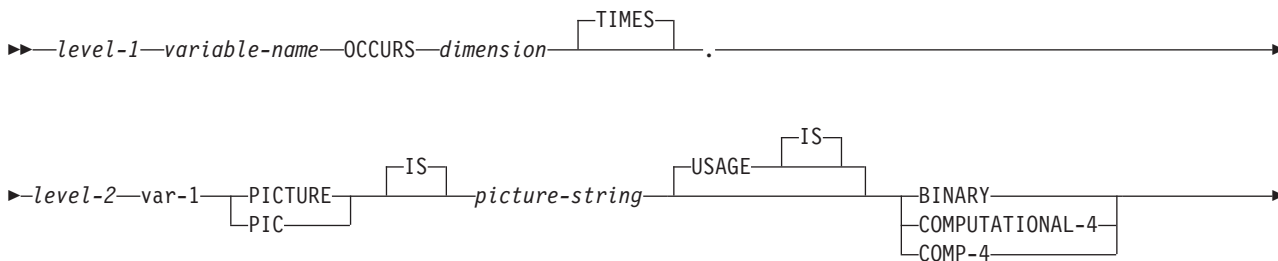 TIMES
level-1 variable-name OCCURS dimension .
IS IS
USAGE
level-2 var-1 PICTURE picture-string BINARY
PIC COMPUTATIONAL-4
COMP-4